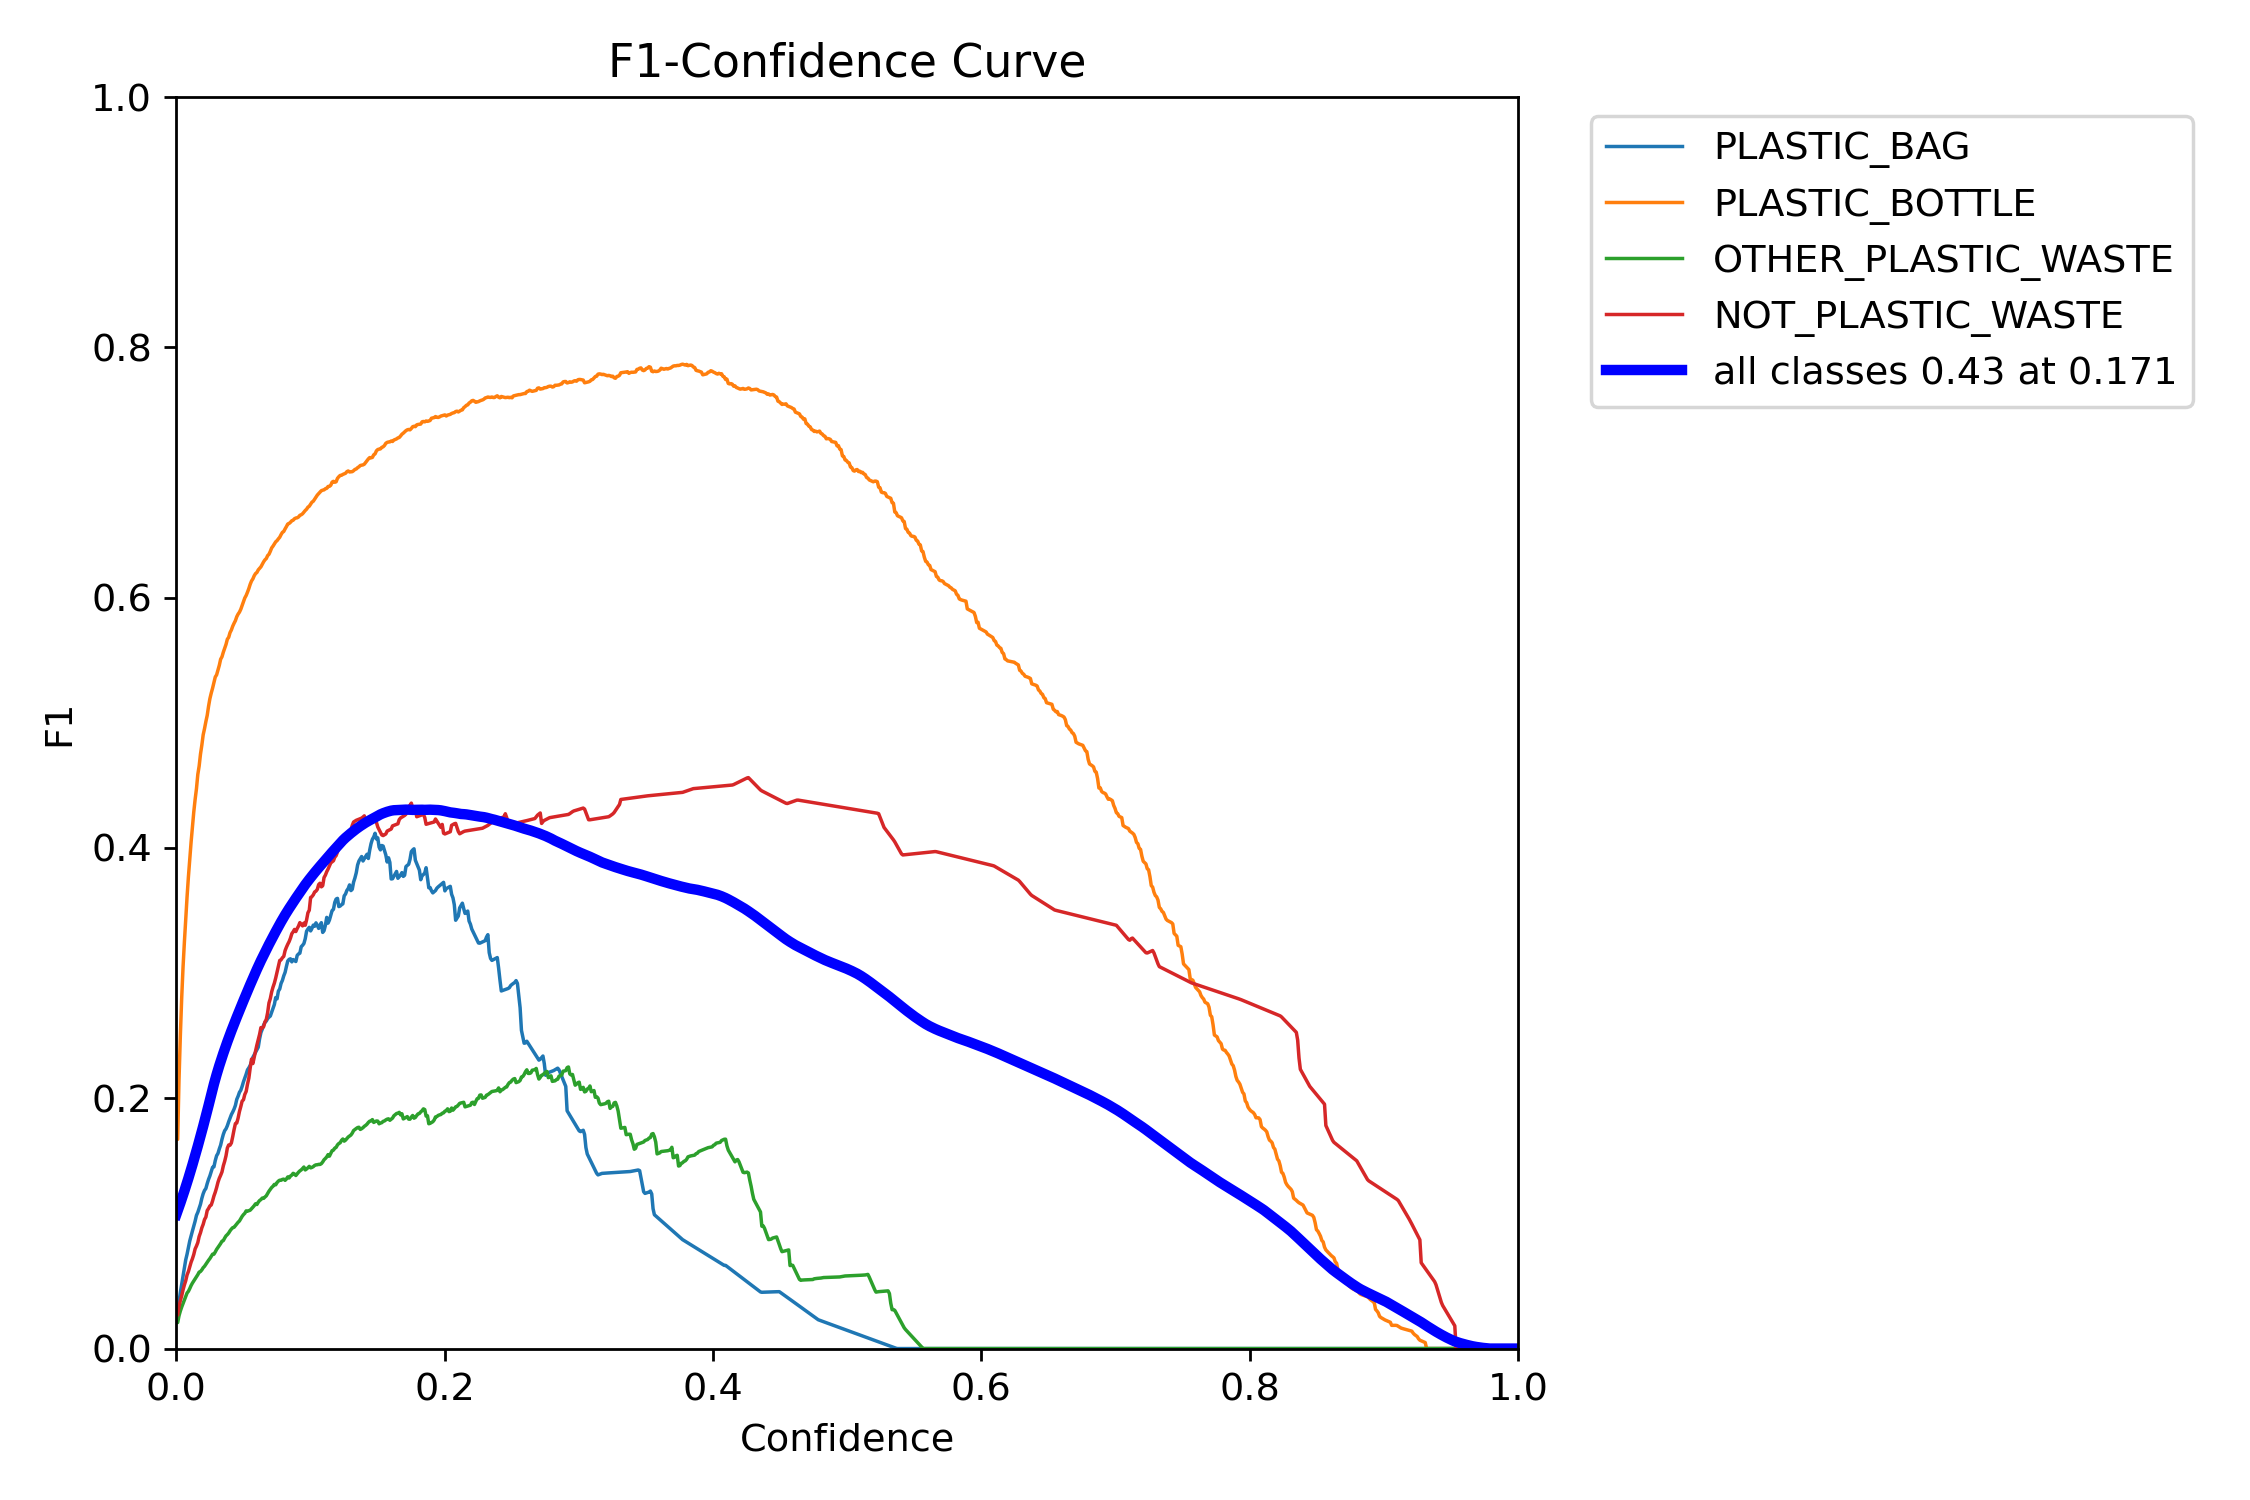 F1-Confidence Curve
1.0
0.8
0.6
0.4
0.2
0.0
F1
0.0 0.2 0.4 0.6 0.8 1.0
Confidence
PLASTIC_BAG
PLASTIC_BOTTLE
OTHER_PLASTIC_WASTE
NOT_PLASTIC_WASTE
all classes 0.43 at 0.171